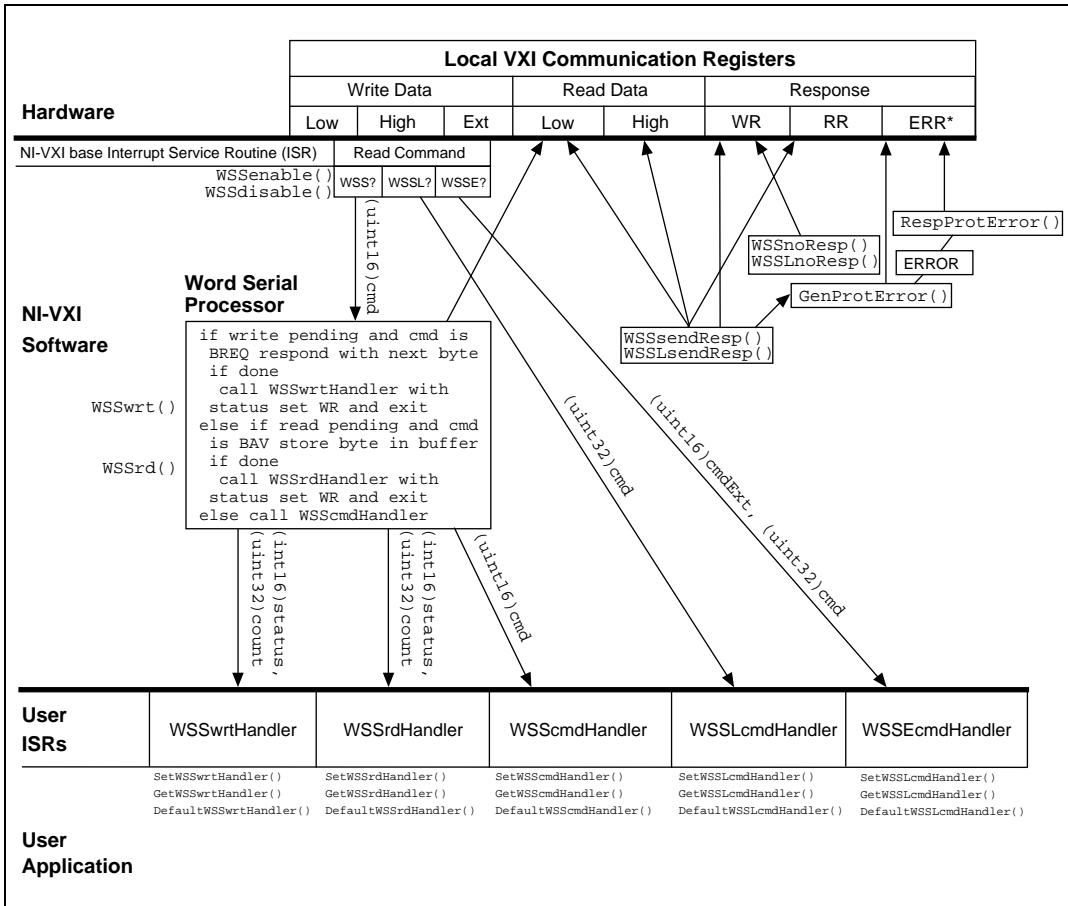 Local VXI Communication Registers
Write Data Read Data Response
Hardware
Low High Ext Low High WR RR ERR*
NI-VXI base Interrupt Service Routine (ISR) Read Command
WSSenable()
WSSdisable()
WSS? WSSL? WSSE?
(uint16)cmd
RespProtError()
WSSnoResp()
WSSLnoResp()
ERROR
GenProtError()
WSSsendResp()
WSSLsendResp()
Word Serial
Processor
NI-VXI
Software
if write pending and cmd is
BREQ respond with next byte
if done
call WSSwrtHandler with
status set WR and exit
else if read pending and cmd
is BAV store byte in buffer
if done
call WSSrdHandler with
status set WR and exit
else call WSScmdHandler
WSSwrt()
WSSrd()
(uint32)cmd
(uint16)cmdExt, (uint32)cmd
(int16)status,
(uint32)count
(int16)status,
(uint32)count
(uint16)cmd
User
ISRs
WSSwrtHandler WSSrdHandler WSScmdHandler WSSLcmdHandler WSSEcmdHandler
SetWSSwrtHandler() SetWSSrdHandler() SetWSScmdHandler() SetWSSLcmdHandler() SetWSSLcmdHandler()
GetWSSwrtHandler() GetWSSrdHandler() GetWSScmdHandler() GetWSSLcmdHandler() GetWSSLcmdHandler()
DefaultWSSwrtHandler() DefaultWSSrdHandler() DefaultWSScmdHandler() DefaultWSSLcmdHandler() DefaultWSSLcmdHandler()
User
Application